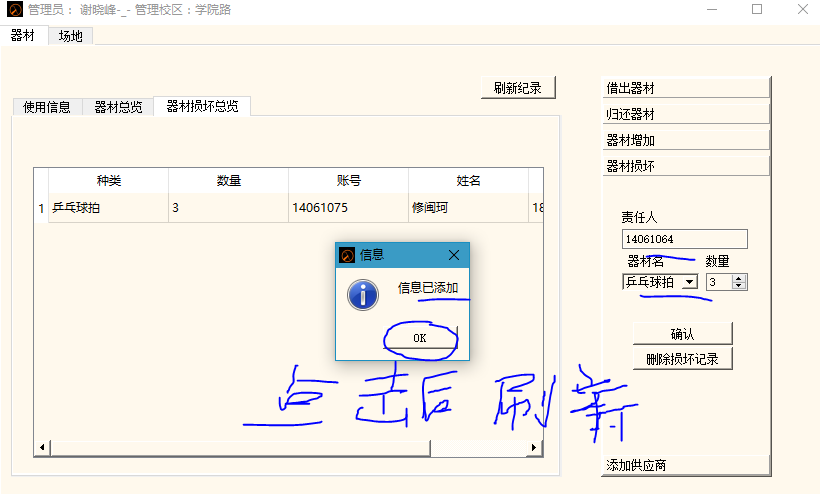 管理员： 谢晓峰-_- 管理校区：学院路
器材 场地
刷新纪录
使用信息 器材总览 器材损坏总览
种类 数量 账号 姓名
1 乒乓球拍 3 14061075 修闽珂 18
信息
信息已添加
OK
点击后刷新
借出器材
归还器材
器材增加
器材损坏
责任人
14061064
器材名 数量
乒乓球拍 3
确认
删除损坏记录
添加供应商